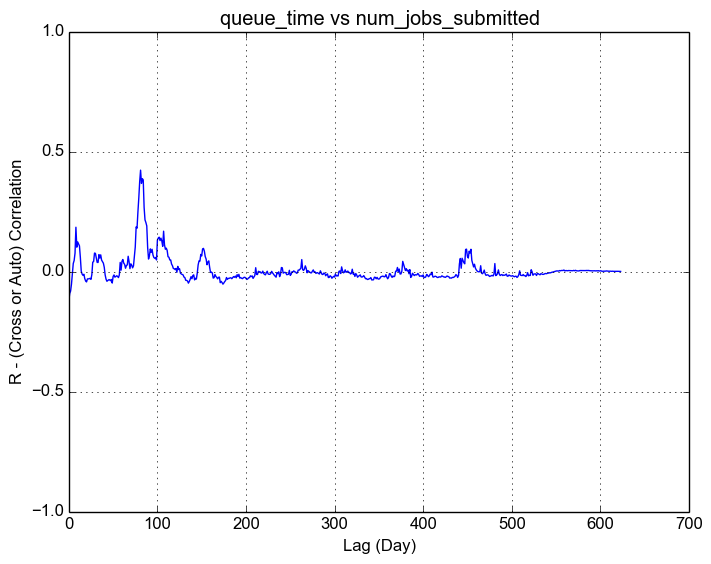 queue_time vs num_jobs_submitted
1.0
0.5
0.0
−0.5
−1.0
R - (Cross or Auto) Correlation
0 100 200 300 400 500 600 700
Lag (Day)